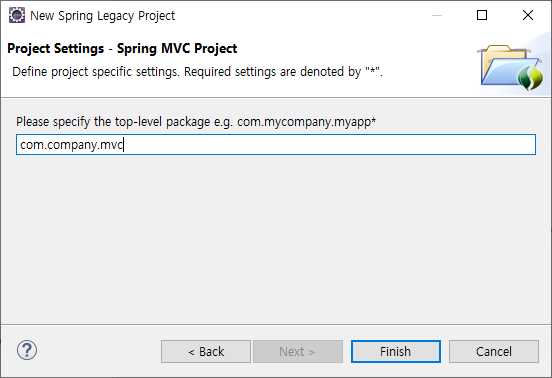 New Spring Legacy Project
Project Settings - Spring MVC Project
Define project specific settings. Required settings are denoted by "*".
Please specify the top-level package e.g. com.mycompany.myapp*
com.company.mvc
?
< Back
Next >
Finish
Cancel